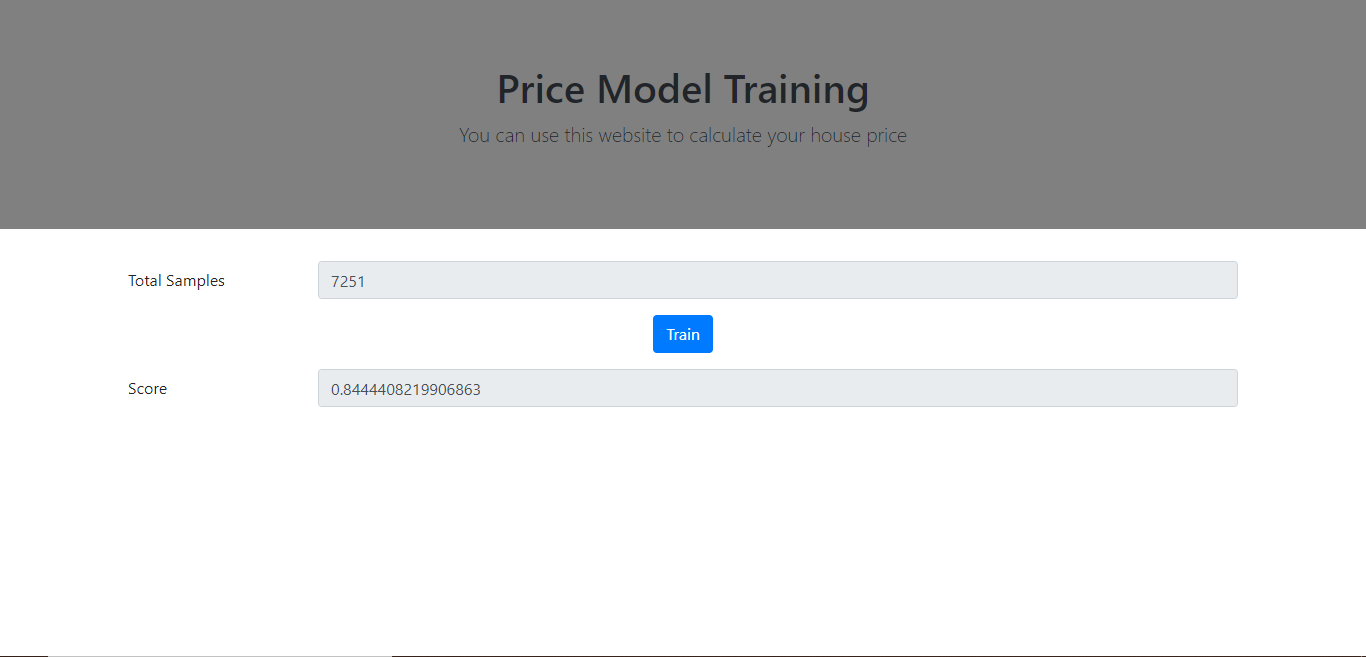 Price Model Training
You can use this website to calculate your house price
Total Samples
7251
Train
Score
0.8444408219906863